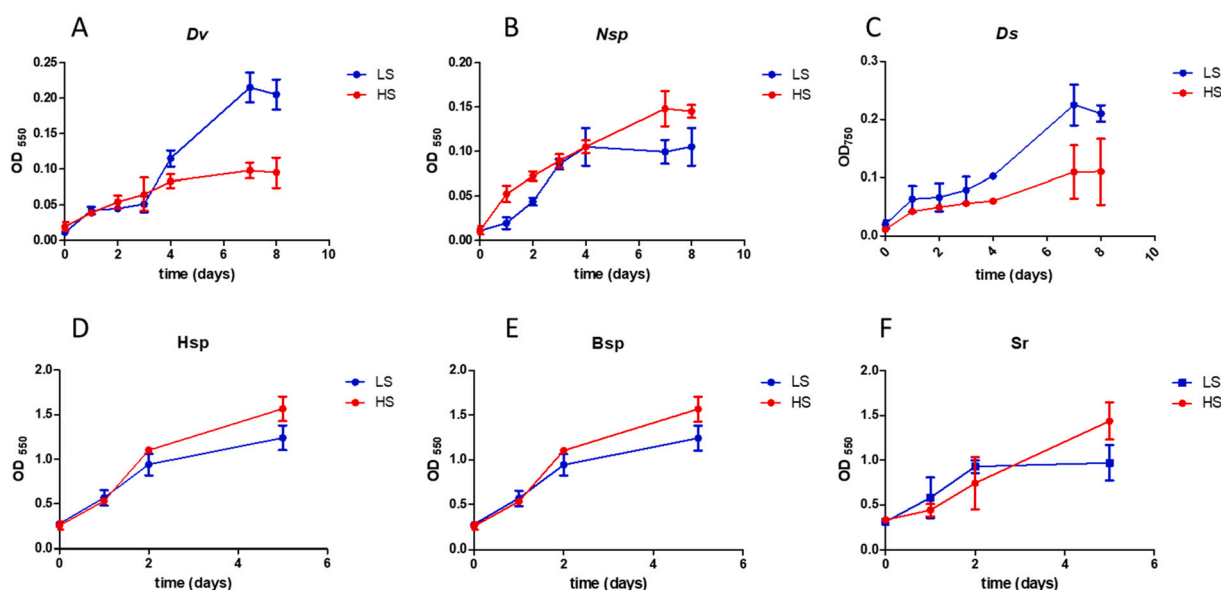 A
Dv
OD 550
0.25
0.20
0.15
0.10
0.05
0.00
0 2 4 6 8 10
time (days)
LS
HS
B
Nsp
OD 550
0.20
0.15
0.10
0.05
0.00
0 2 4 6 8 10
time (days)
LS
HS
C
Ds
OD750
0.3
0.2
0.1
0.0
0 2 4 6 8 10
time (days)
LS
HS
D
Hsp
OD 550
2.0
1.5
1.0
0.5
0.0
0 2 4 6
time (days)
LS
HS
E
Bsp
OD 550
2.0
1.5
1.0
0.5
0.0
0 2 4 6
time (days)
LS
HS
F
Sr
OD 550
2.0
1.5
1.0
0.5
0.0
0 2 4 6
time (days)
LS
HS